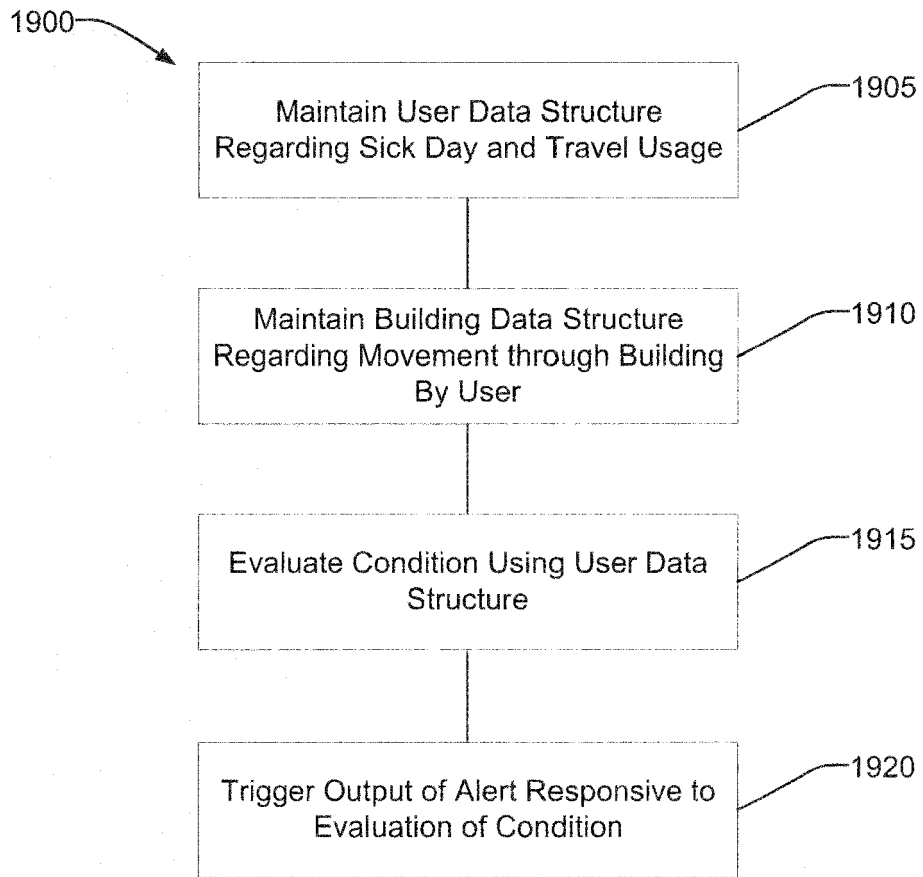 1900
1905
Maintain User Data Structure
Regarding Sick Day and Travel Usage
1910
Maintain Building Data Structure
Regarding Movement through Building
By User
1915
Evaluate Condition Using User Data
Structure
1920
Trigger Output of Alert Responsive to
Evaluation of Condition